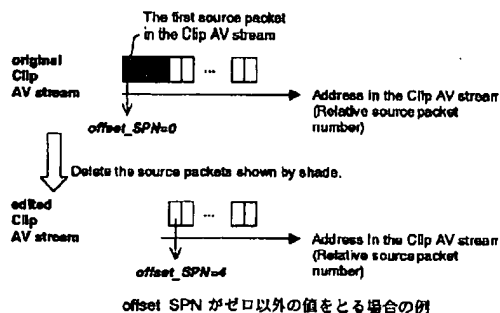 The first source packet
in the Clip AV stream
original
Clip
AV stream
...
Address in the Clip AV stream
(Relative source packet
number)
offset_SPN=0
Delete the source packets shown by shade.
edited
Clip
AV stream
...
Address in the Clip AV stream
(Relative source packet
number)
offset_SPN=4
offset SPN がゼロ以外の値をとる場合の例